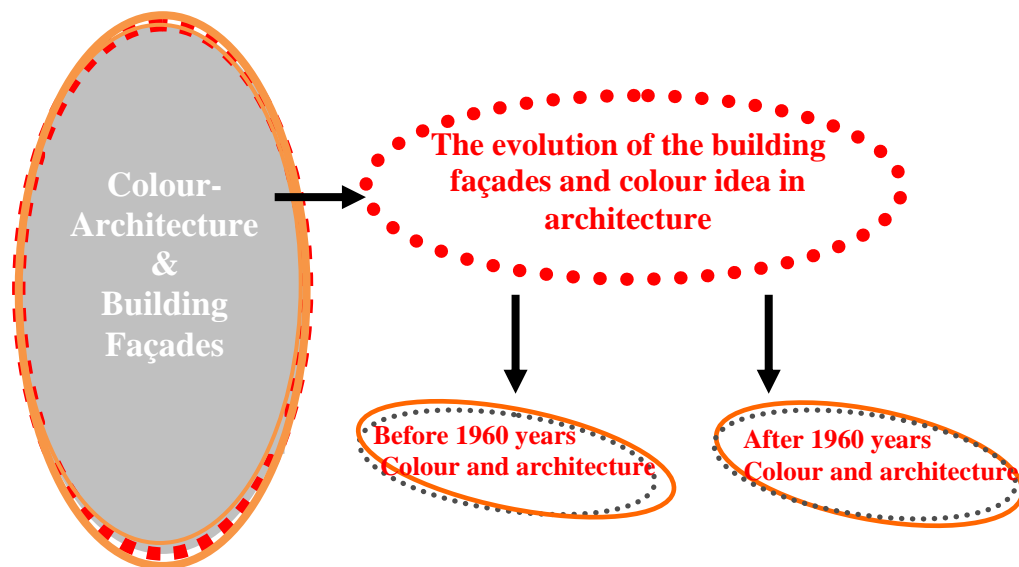 Colour-
Architecture
&
Building
Façades
The evolution of the building
façades and colour idea in
architecture
Before 1960 years
Colour and architecture
After 1960 years
Colour and architecture